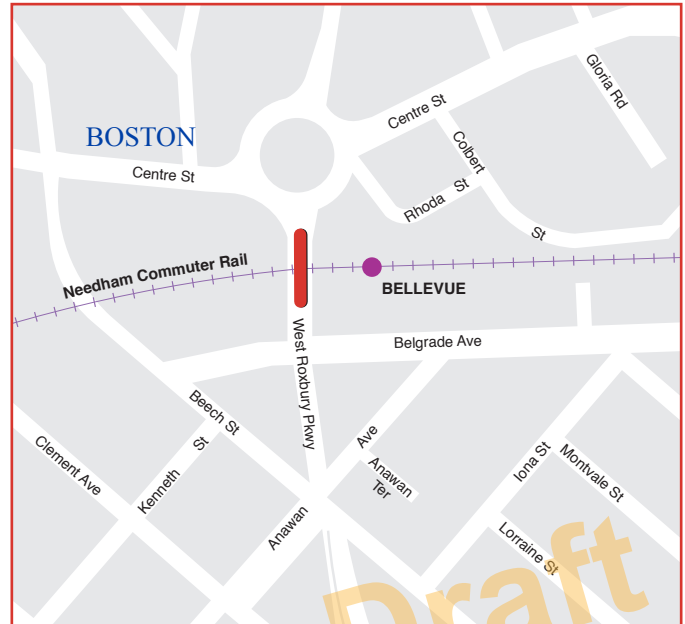 Gloria Rd
Centre St
BOSTON
Colbert
St
Centre St
Rhoda St
Needham Commuter Rail
BELLEVUE
West Roxbury Pkwy
Belgrade Ave
Beech St
Clement Ave
Kenneth St
Anawan Ave
Anawan
Ter
Iona St
Montvale St
Lorraine St
Draft